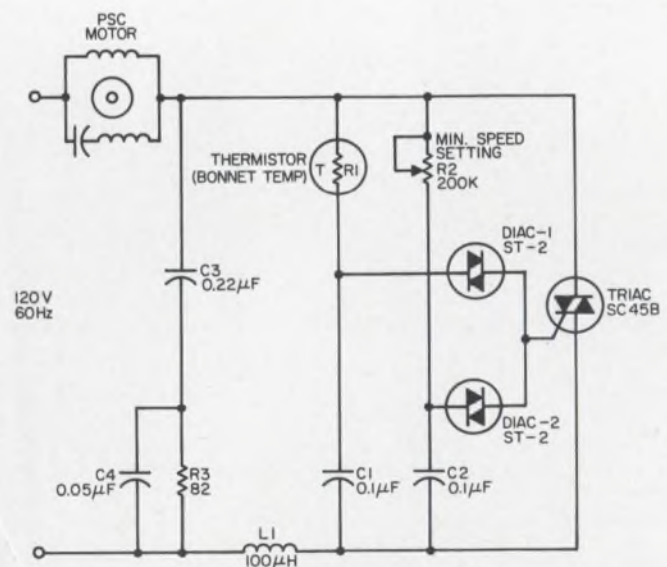 PSC
MOTOR
THERMISTOR
(BONNET TEMP)
T
R1
MIN. SPEED
SETTING
R2
200K
DIAC-1
ST-2
C3
0.22μF
120V
60Hz
TRIAC
SC45B
DIAC-2
ST-2
C4
0.05μF
R3
82
C1
0.1μF
C2
0.1μF
L1
100μH